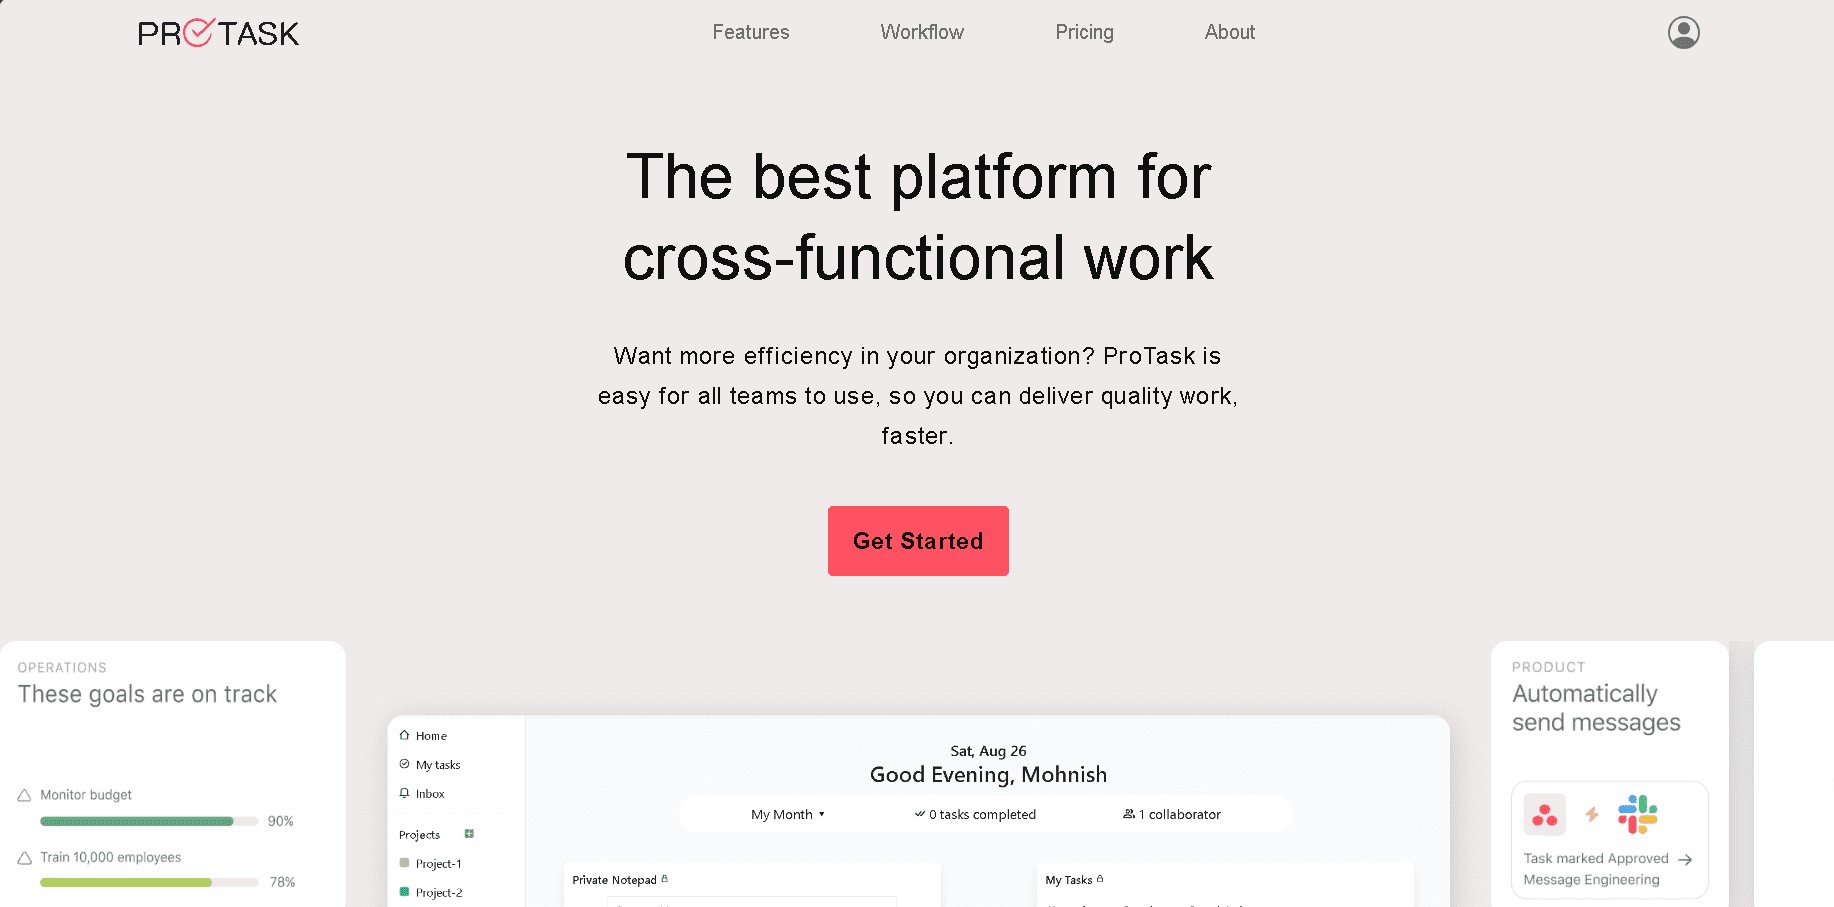 PROTASK
Features
Workflow
Pricing
About
The best platform for
cross-functional work
Want more efficiency in your organization? ProTask is
easy for all teams to use, so you can deliver quality work,
faster.
Get Started
OPERATIONS
These goals are on track
Monitor budget
90%
Train 10,000 employees
78%
Home
My tasks
Inbox
Projects
Project-1
Project-2
Sat, Aug 26
Good Evening, Mohnish
My Month
0 tasks completed
1 collaborator
Private Notepad
My Tasks
PRODUCT
Automatically
send messages
Task marked Approved
Message Engineering